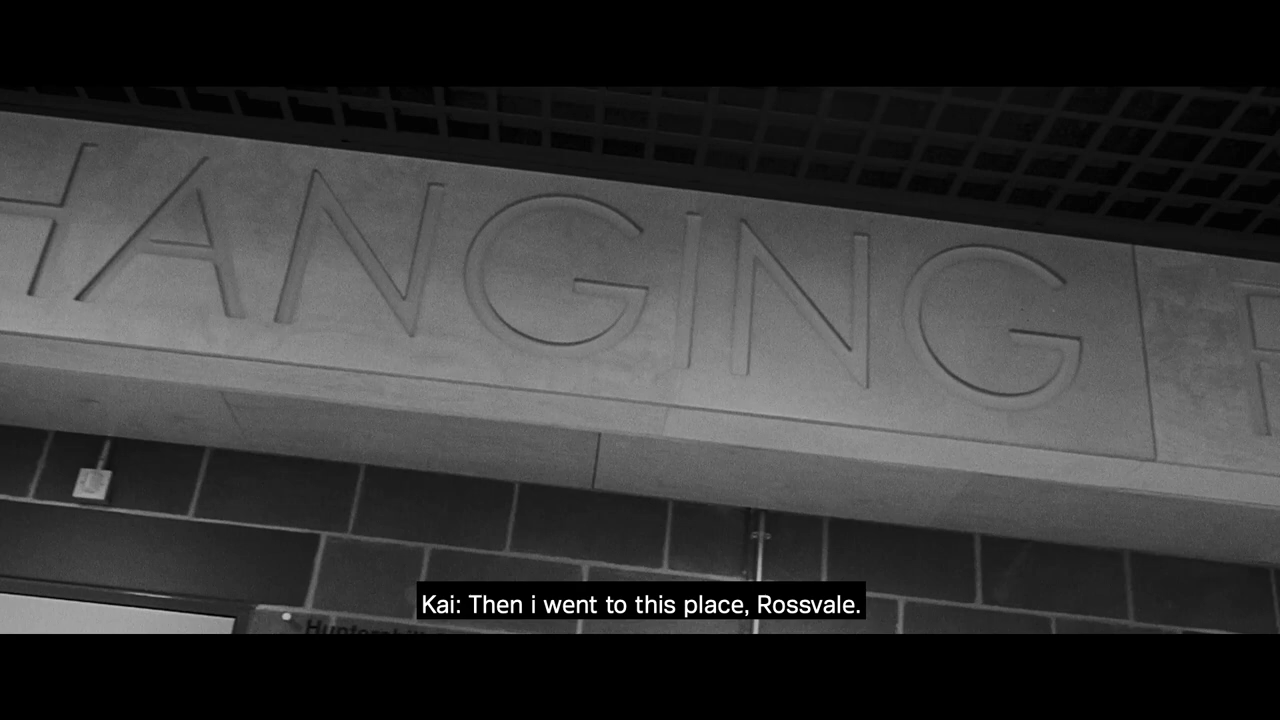 HANGING
Kai: Then i went to this place, Rossvale.